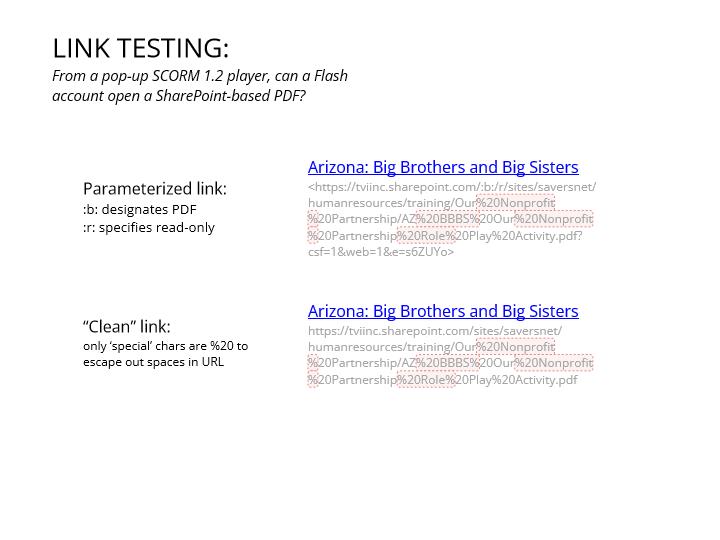 LINK TESTING:
From a pop-up SCORM 1.2 player, can a Flash
account open a SharePoint-based PDF?
Parameterized link:
:b: designates PDF
:r: specifies read-only
Arizona: Big Brothers and Big Sisters
<https://tviinc.sharepoint.com/:b:/r/sites/saversnet/
humanresources/training/Our%20Nonprofit
%20Partnership/AZ%20BBBS%20Our%20Nonprofit
%20Partnership%20Role%20Play%20Activity.pdf?
csf=1&web=1&e=s6ZUYo>
“Clean” link:
only ‘special’ chars are %20 to
escape out spaces in URL
Arizona: Big Brothers and Big Sisters
https://tviinc.sharepoint.com/sites/saversnet/
humanresources/training/Our%20Nonprofit
%20Partnership/AZ%20BBBS%20Our%20Nonprofit
%20Partnership%20Role%20Play%20Activity.pdf